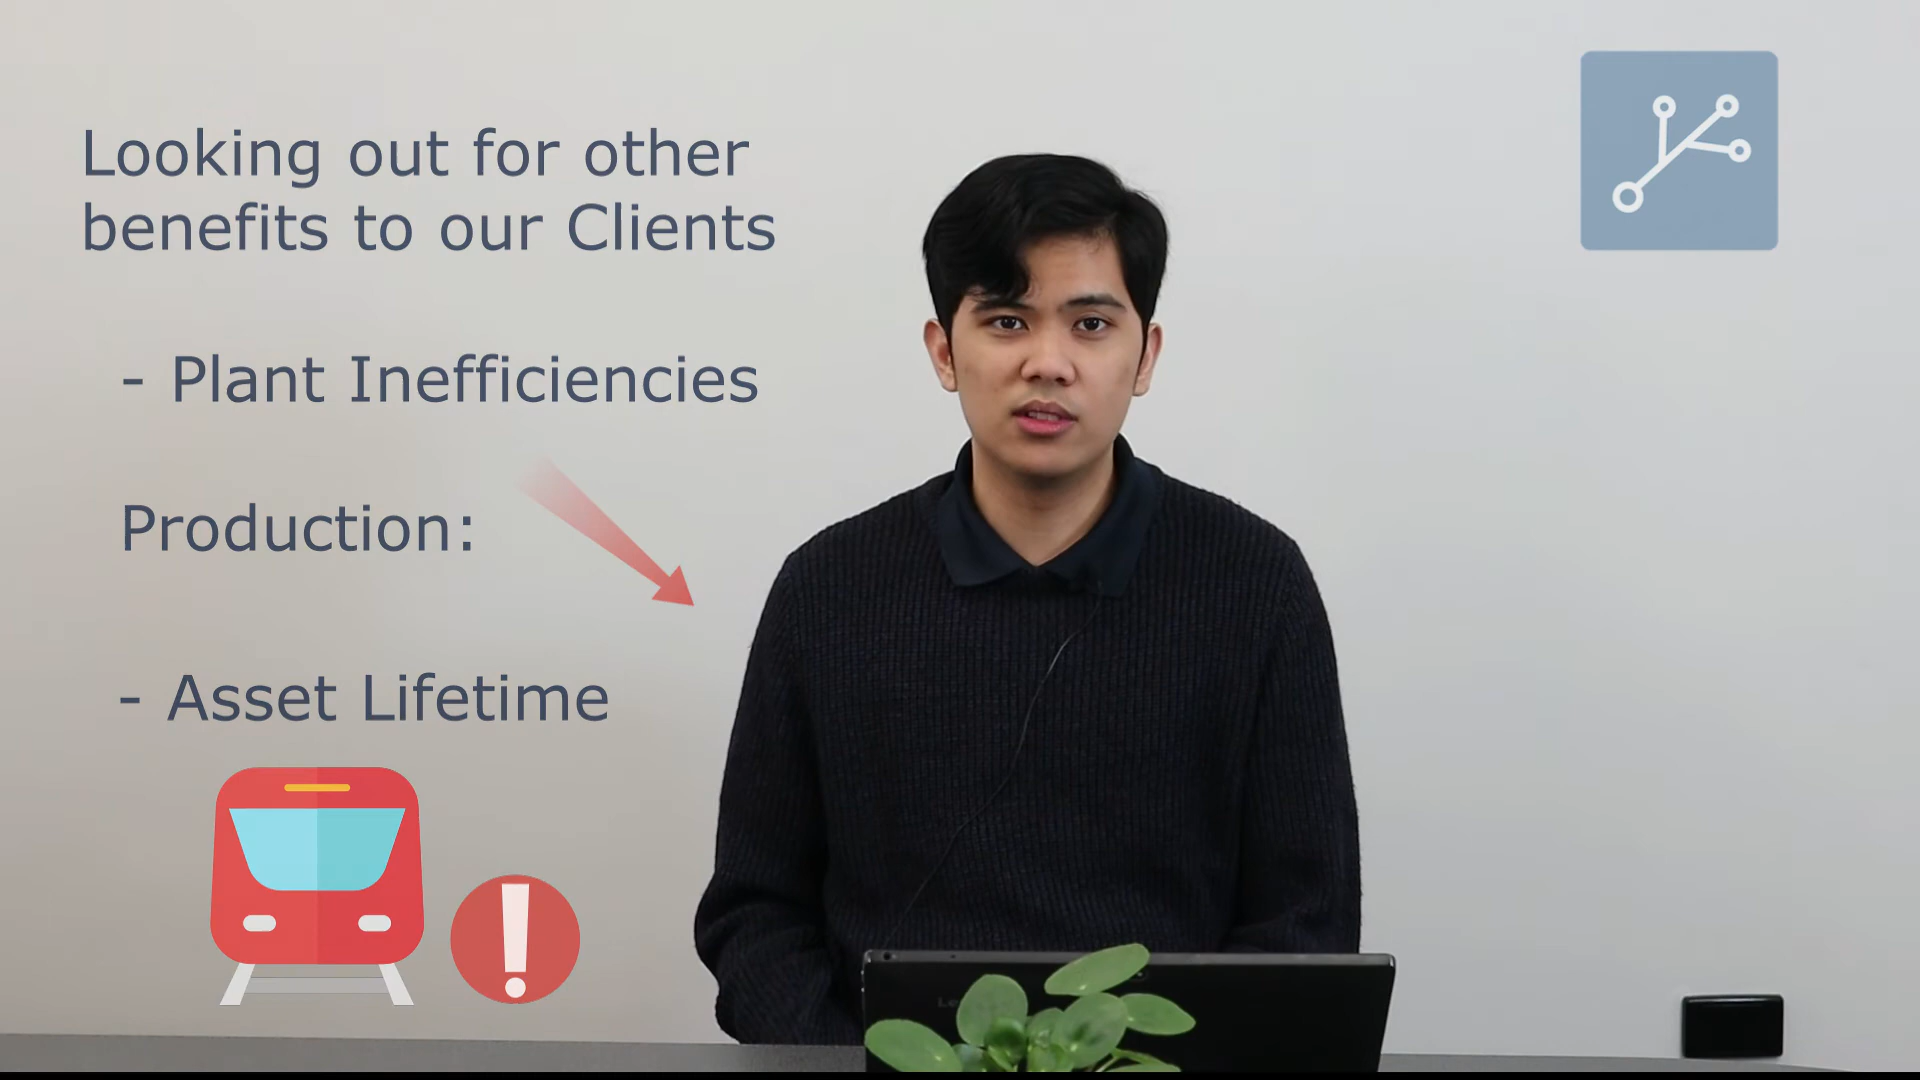 Looking out for other
benefits to our Clients
- Plant Inefficiencies
Production:
- Asset Lifetime